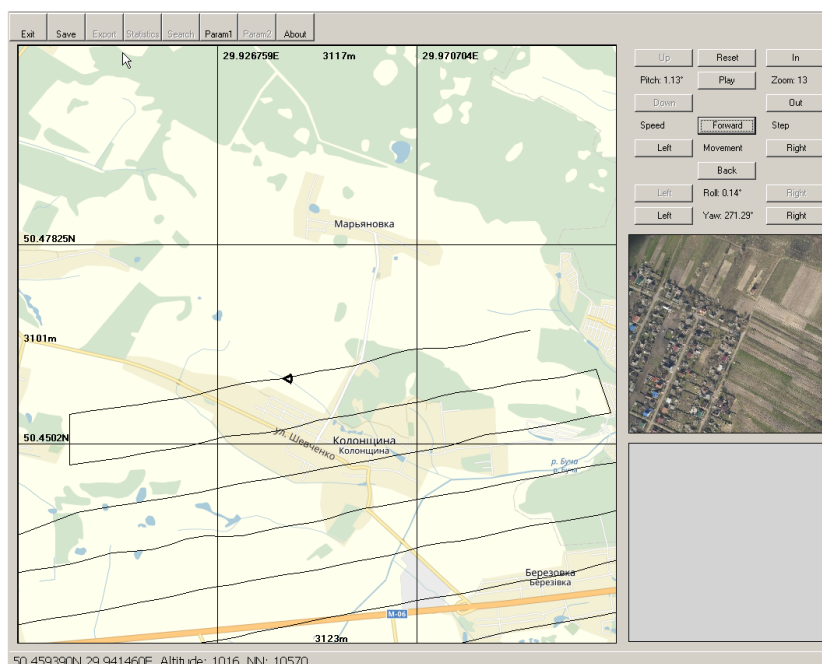 Exit Save Export Statistics Search Param1 Param2 About
29.926759E 3117m 29.970704E
Up Reset In
Pitch: 1.13° Play Zoom: 13
Down Out
Speed Forward Step
Left Movement Right
Back
Left Roll: 0.14° Right
Left Yaw: 271.29° Right
Марьяновка
50.47825N
3101m
50.4502N
ул. Шевченко
Колонщина
Колонщина
р. Буча
р. Буча
Березовка
Березівка
М-06
3123m
50.459390N 29.941460E Altitude: 1016 NN: 10570